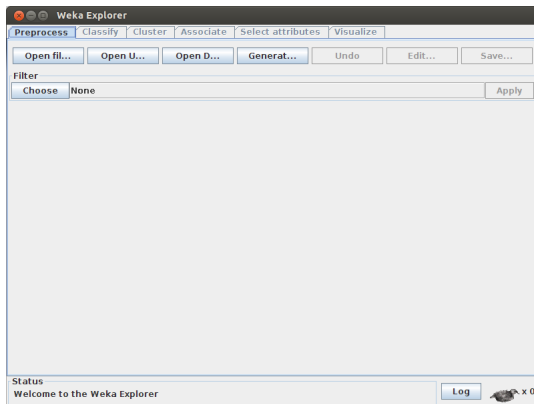 Weka Explorer
Preprocess Classify Cluster Associate Select attributes Visualize
Open fil... Open U... Open D... Generat... Undo Edit... Save...
Filter
Choose None Apply
Status
Welcome to the Weka Explorer Log x 0